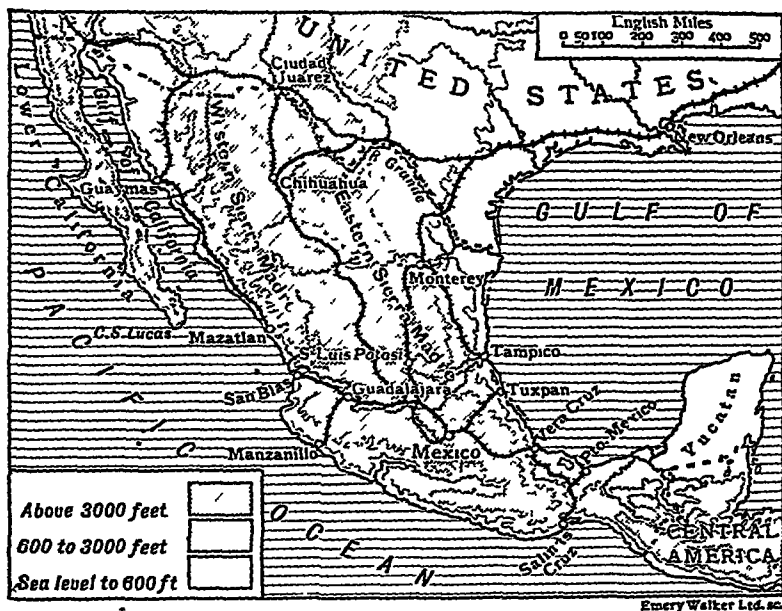 English Miles
0 50 100 200 300 400 500
UNITED STATES
Ciudad
Juarez
New Orleans
Lower California
Gulf of California
Guaymas
Western Sierra Madre
Chihuahua
R Grande
Eastern Sierra Mad
GULF OF
MEXICO
Monterey
C.S. Lucas
Mazatlan
S. Luis Potosi
Tampico
San Blas
Guadalajara
Tuxpan
Vera Cruz
Pto. Mexico
Yucatan
Manzanillo
Mexico
PACIFIC OCEAN
Salina
Cruz
CENTRAL
AMERICA
Above 3000 feet
600 to 3000 feet
Sea level to 600 ft
Emery Walker Ltd.